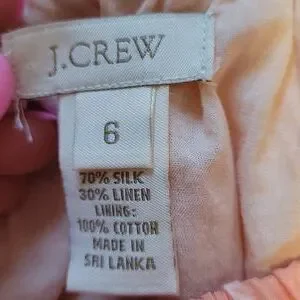 J.CREW
6
70% SILK
30% LINEN
LINING:
100% COTTON
MADE IN
SRI LANKA